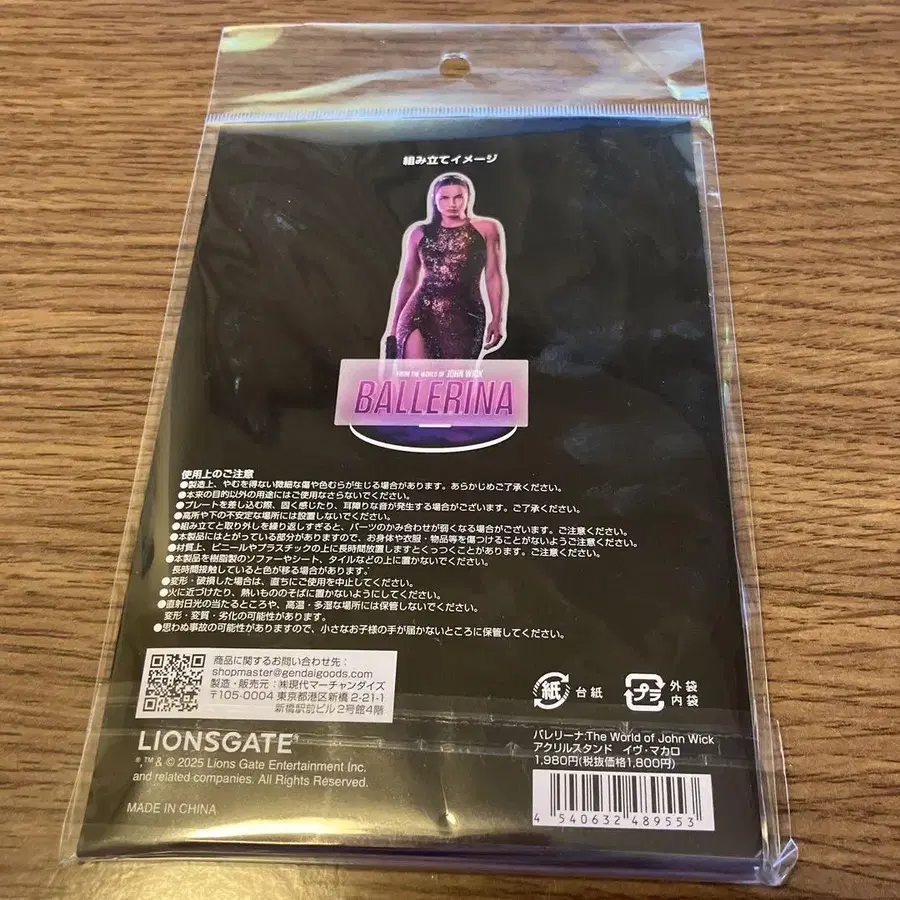 組み立てイメージ
FROM THE WORLD OF JOHN WICK
BALLERINA
使用上のご注意
●製造上、やむを得ない微細な傷や色むらが生じる場合があります。あらかじめご了承ください。
●本来の目的以外の用途にはご使用なさらないでください。
●プレートを差し込む際、固く感じたり、耳障りな音が発生する場合がございます。ご了承ください。
●高所や下の不安定な場所には設置しないでください。
●組み立てと取り外しを繰り返しすぎると、パーツのかみ合わせが弱くなる場合がございます。ご注意ください。
●本製品にはとがっている部分がありますので、お身体や衣服・物品等を傷つけることがないようご注意ください。
●材質上、ビニールやプラスチックの上に長時間放置しますとくっつくことがあります。ご注意ください。
●本製品を樹脂製のソファーやシート、タイルなどの上に置かないでください。
長時間接触していると色が移る場合があります。
●変形・破損した場合は、直ちにご使用を中止してください。
●火に近づけたり、熱いもののそばに置かないようにしてください。
●直射日光の当たるところや、高温・多湿な場所には保管しないでください。
変形・変質・劣化の可能性があります。
●思わぬ事故の可能性がありますので、小さなお子様の手が届かないところに保管してください。
商品に関するお問い合わせ先：
shopmaster@gendaigoods.com
製造・販売元：㈱現代マーチャンダイズ
〒105-0004 東京都港区新橋 2-21-1
新橋駅前ビル2号館4階
紙 台紙
プラ 外袋
内袋
LIONSGATE®
®,™ & © 2025 Lions Gate Entertainment Inc.
and related companies. All Rights Reserved.
MADE IN CHINA
バレリーナ:The World of John Wick
アクリルスタンド イヴ・マカロ
1,980円(税抜価格1,800円)
4 540632 489553